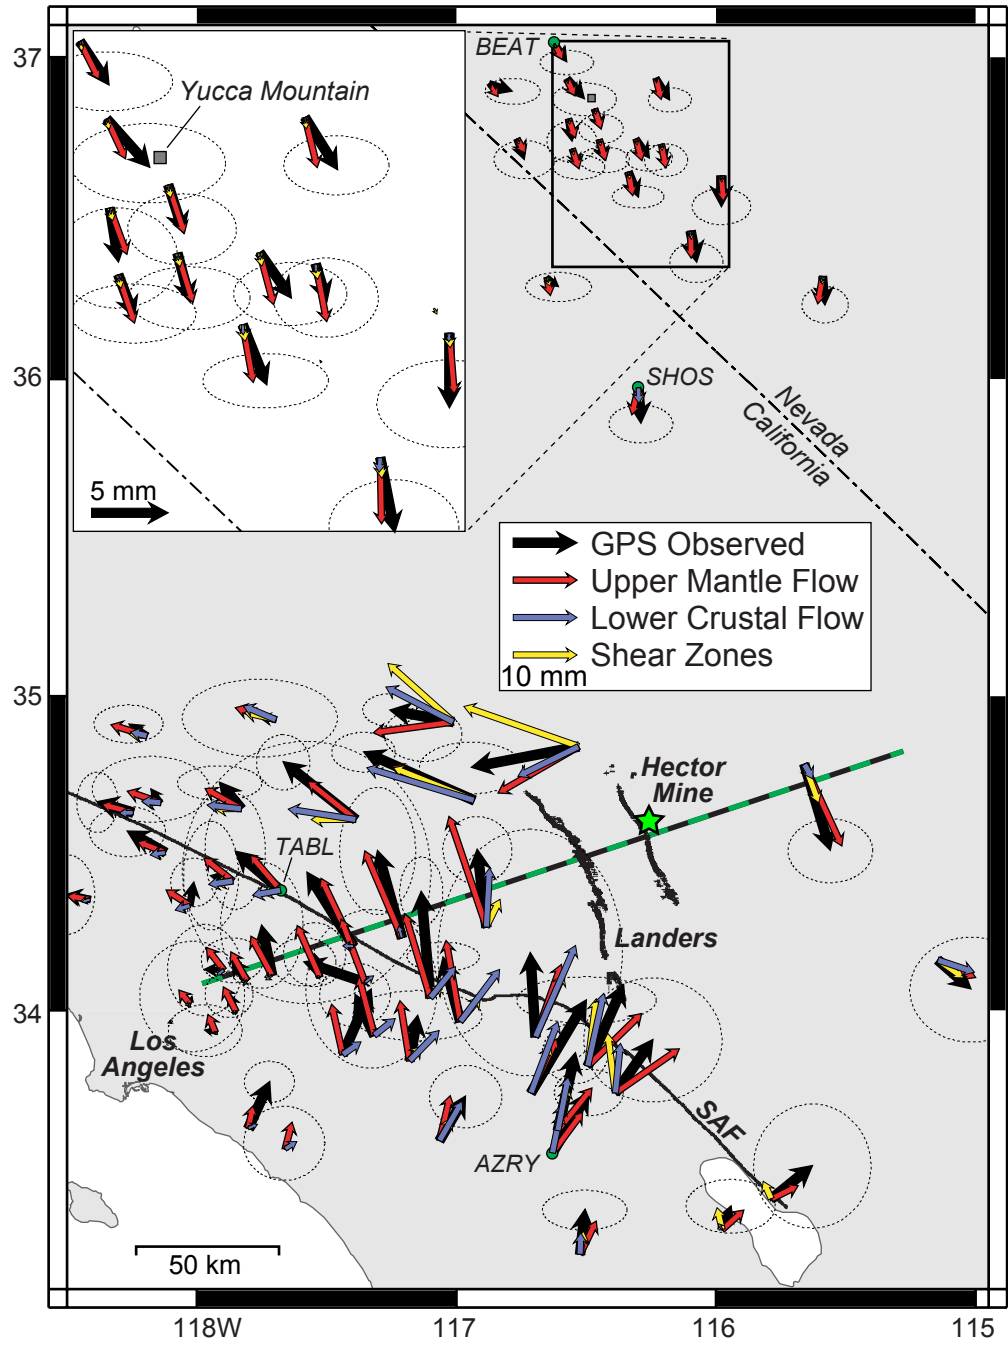 37
BEAT
Yucca Mountain
36
SHOS
Nevada
California
5 mm
GPS Observed
Upper Mantle Flow
Lower Crustal Flow
Shear Zones
10 mm
35
Hector
Mine
TABL
Landers
34
Los
Angeles
SAF
AZRY
50 km
118W
117
116
115